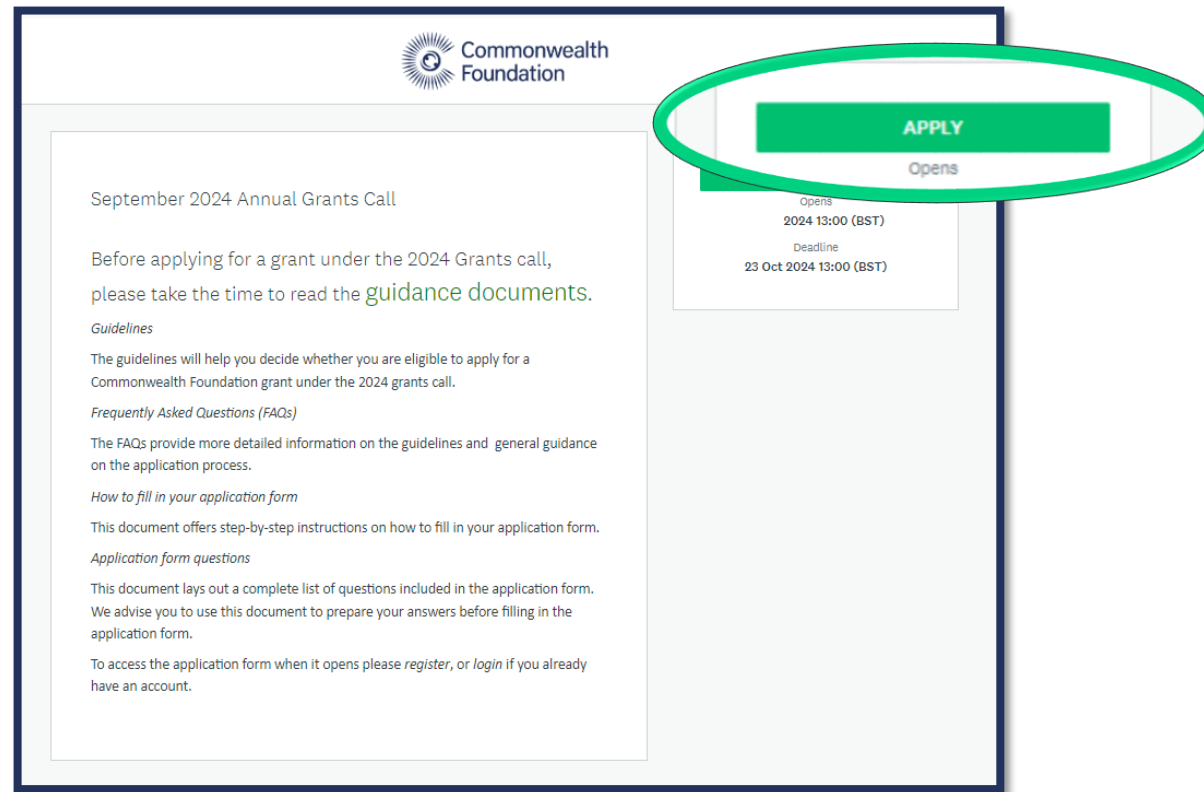 Commonwealth
Foundation
APPLY
Opens
Opens
2024 13:00 (BST)
Deadline
23 Oct 2024 13:00 (BST)
September 2024 Annual Grants Call
Before applying for a grant under the 2024 Grants call,
please take the time to read the guidance documents.
Guidelines
The guidelines will help you decide whether you are eligible to apply for a
Commonwealth Foundation grant under the 2024 grants call.
Frequently Asked Questions (FAQs)
The FAQs provide more detailed information on the guidelines and general guidance
on the application process.
How to fill in your application form
This document offers step-by-step instructions on how to fill in your application form.
Application form questions
This document lays out a complete list of questions included in the application form.
We advise you to use this document to prepare your answers before filling in the
application form.
To access the application form when it opens please register, or login if you already
have an account.